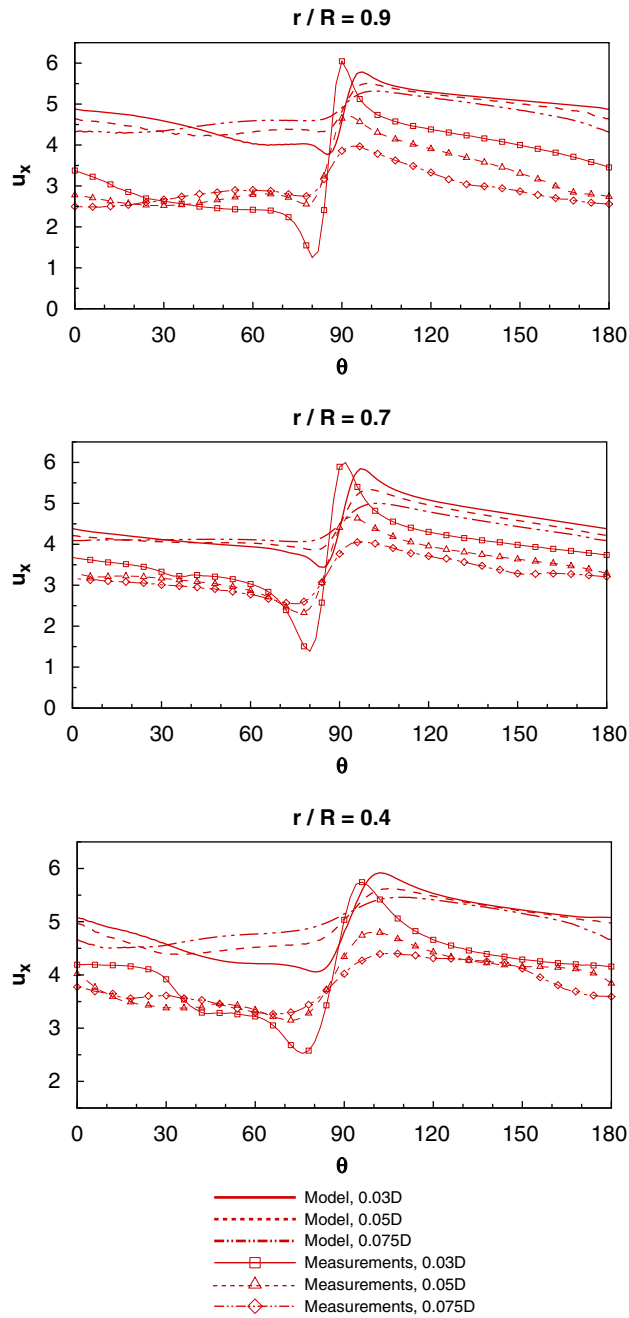 r / R = 0.9
6
5
4
3
2
1
0
u_x
0 30 60 90 120 150 180
θ
r / R = 0.7
6
5
4
3
2
1
0
u_x
0 30 60 90 120 150 180
θ
r / R = 0.4
6
5
4
3
2
u_x
0 30 60 90 120 150 180
θ
Model, 0.03D
Model, 0.05D
Model, 0.075D
Measurements, 0.03D
Measurements, 0.05D
Measurements, 0.075D